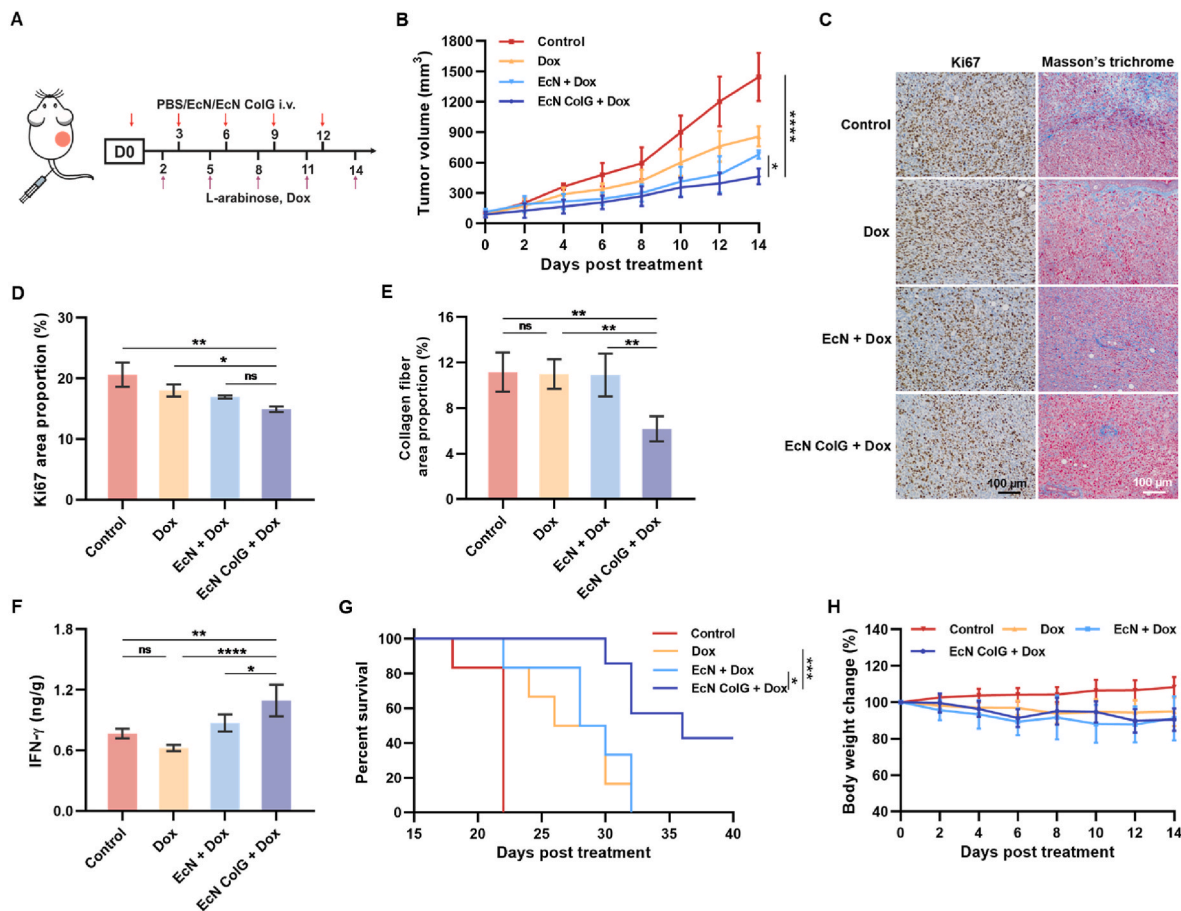 A
PBS/EcN/EcN ColG i.v.
3 6 9 12
D0
2 5 8 11 14
L-arabinose, Dox
B
Tumor volume (mm³)
1800
1500
1200
900
600
300
0
Control
Dox
EcN + Dox
EcN ColG + Dox
****
*
0 2 4 6 8 10 12 14
Days post treatment
C
Ki67 Masson's trichrome
Control
Dox
EcN + Dox
EcN ColG + Dox
100 μm 100 μm
D
Ki67 area proportion (%)
30
20
10
0
**
*
ns
Control
Dox
EcN + Dox
EcN ColG + Dox
E
Collagen fiber
area proportion (%)
16
12
8
4
0
**
ns **
**
Control
Dox
EcN + Dox
EcN ColG + Dox
F
IFN-γ (ng/g)
1.8
1.2
0.6
0.0
**
ns ****
*
Control
Dox
EcN + Dox
EcN ColG + Dox
G
Percent survival
100
80
60
40
20
0
Control
Dox
EcN + Dox
EcN ColG + Dox
*
***
15 20 25 30 35 40
Days post treatment
H
Body weight change (%)
140
120
100
80
60
40
Control Dox EcN + Dox
EcN ColG + Dox
0 2 4 6 8 10 12 14
Days post treatment